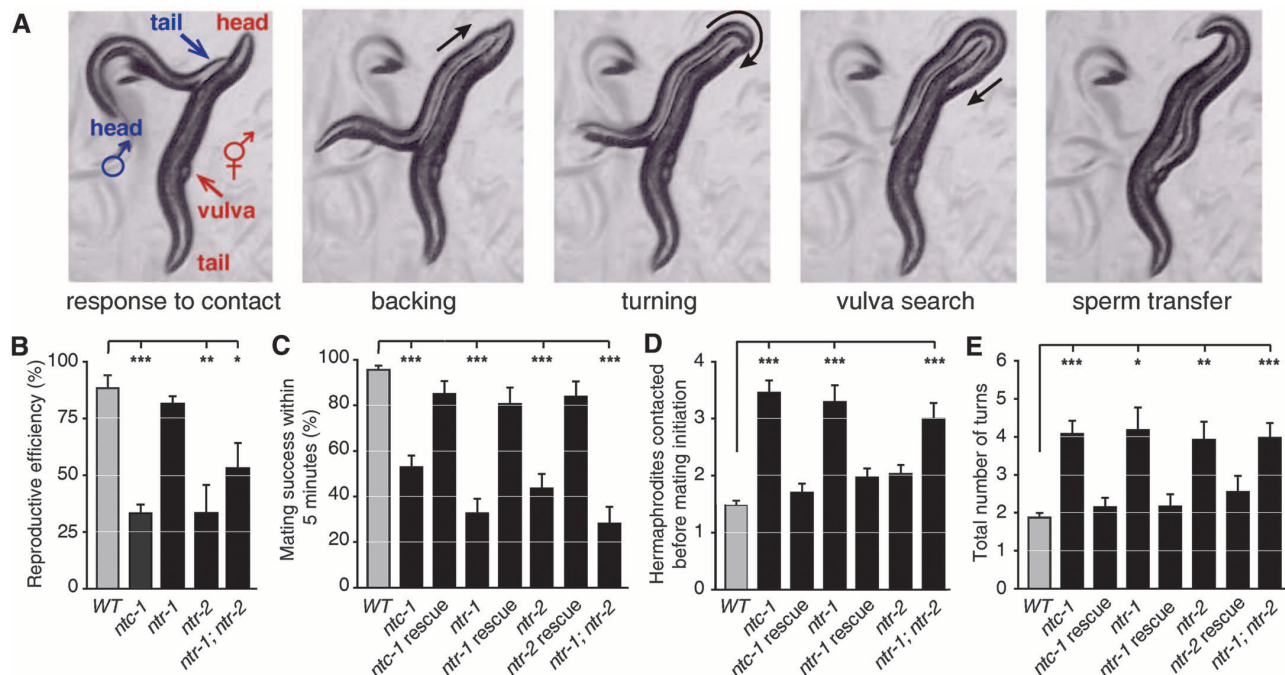 A
tail
head
head
♂
⚥
vulva
tail
response to contact
backing
turning
vulva search
sperm transfer
B
Reproductive efficiency (%)
100
75
50
25
0
***
**
*
WT
ntc-1
ntr-1
ntr-2
ntr-1; ntr-2
C
Mating success within
5 minutes (%)
100
80
60
40
20
0
***
***
***
***
WT
ntc-1
ntc-1 rescue
ntr-1
ntr-1 rescue
ntr-2
ntr-2 rescue
ntr-1; ntr-2
D
Hermaphrodites contacted
before mating initiation
4
3
2
1
0
***
***
***
WT
ntc-1
ntc-1 rescue
ntr-1
ntr-1 rescue
ntr-2
ntr-1; ntr-2
E
Total number of turns
6
5
4
3
2
1
0
***
*
**
***
WT
ntc-1
ntc-1 rescue
ntr-1
ntr-1 rescue
ntr-2
ntr-2 rescue
ntr-1; ntr-2